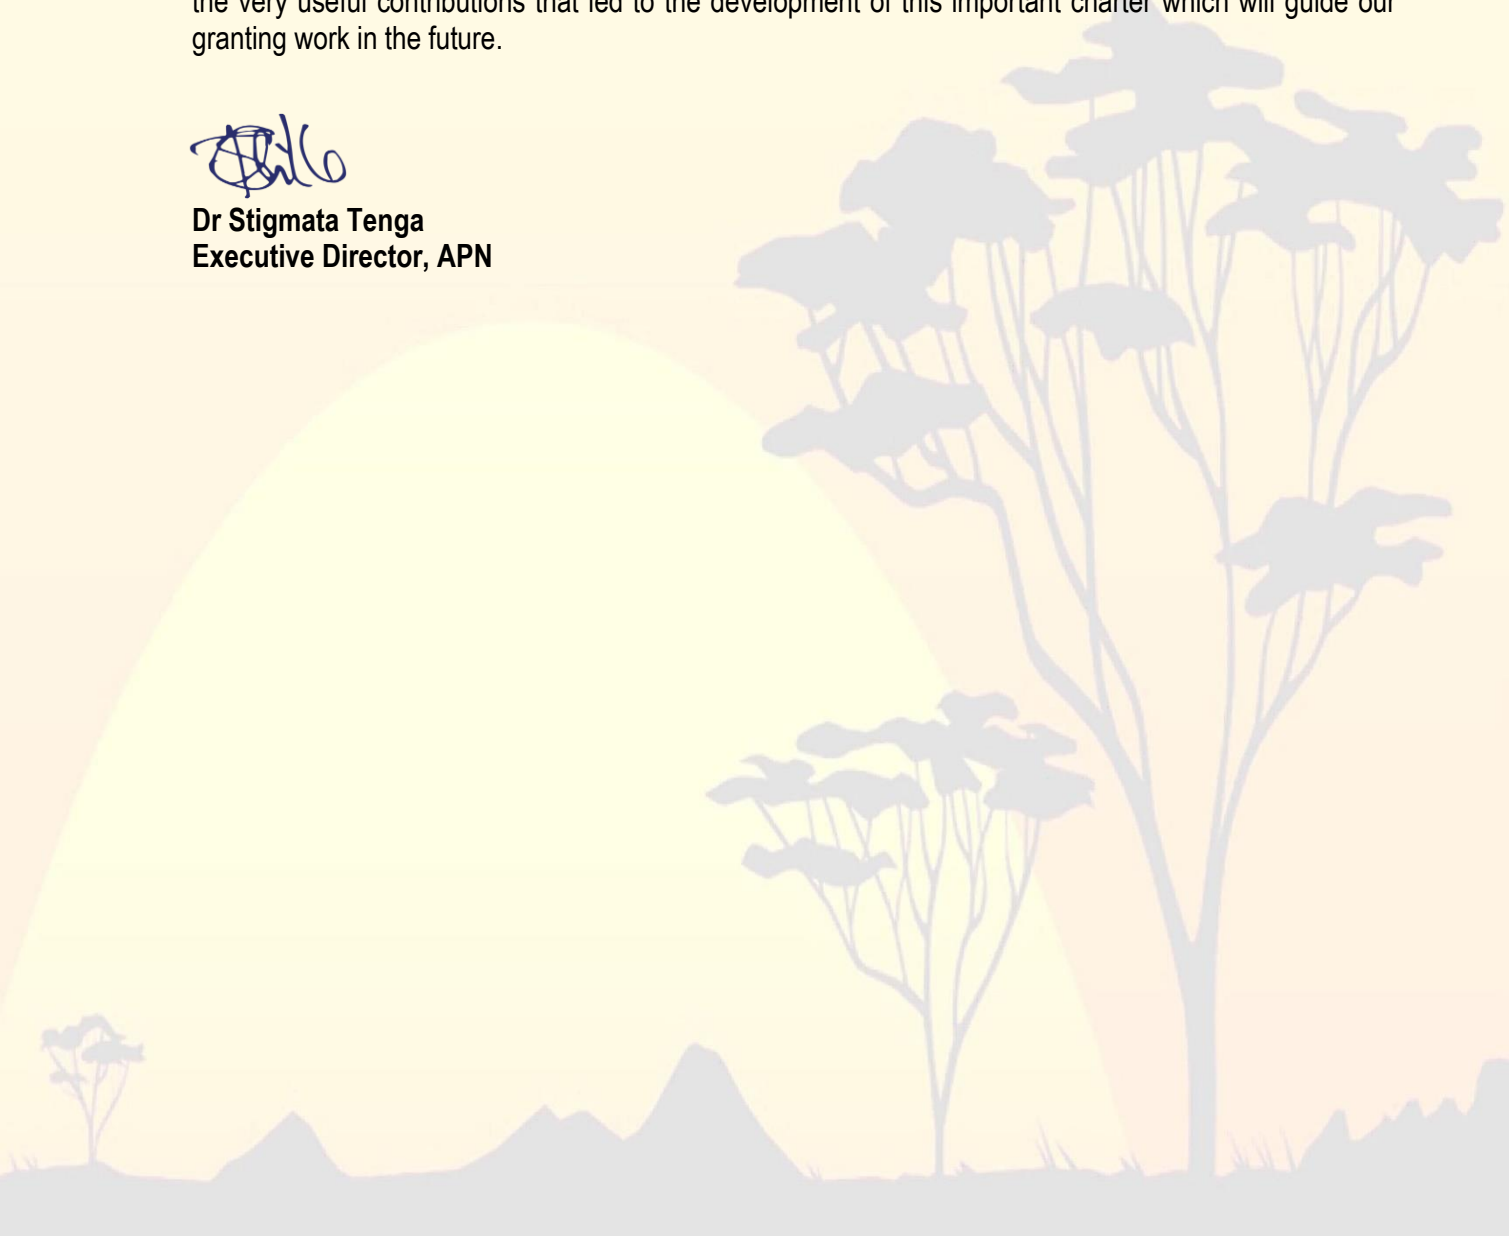 the very useful contributions that led to the development of this important charter which will guide our
granting work in the future.
Dr Stigmata Tenga
Executive Director, APN